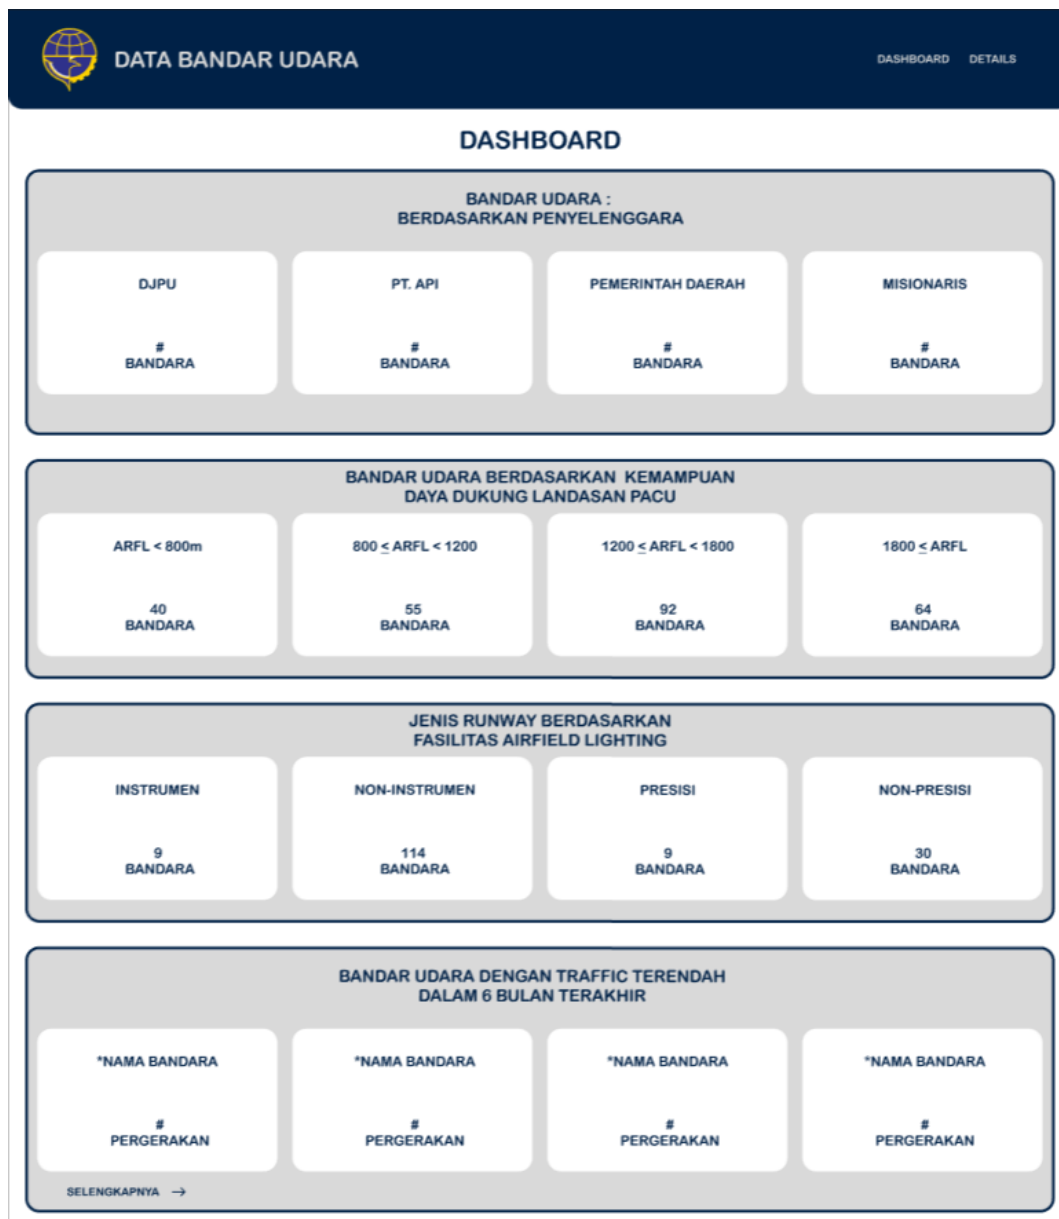 DATA BANDAR UDARA
DASHBOARD DETAILS
DASHBOARD
BANDAR UDARA :
BERDASARKAN PENYELENGGARA
DJPU
#
BANDARA
PT. API
#
BANDARA
PEMERINTAH DAERAH
#
BANDARA
MISIONARIS
#
BANDARA
BANDAR UDARA BERDASARKAN KEMAMPUAN
DAYA DUKUNG LANDASAN PACU
ARFL < 800m
40
BANDARA
800 ≤ ARFL < 1200
55
BANDARA
1200 ≤ ARFL < 1800
92
BANDARA
1800 ≤ ARFL
64
BANDARA
JENIS RUNWAY BERDASARKAN
FASILITAS AIRFIELD LIGHTING
INSTRUMEN
9
BANDARA
NON-INSTRUMEN
114
BANDARA
PRESISI
9
BANDARA
NON-PRESISI
30
BANDARA
BANDAR UDARA DENGAN TRAFFIC TERENDAH
DALAM 6 BULAN TERAKHIR
*NAMA BANDARA
#
PERGERAKAN
*NAMA BANDARA
#
PERGERAKAN
*NAMA BANDARA
#
PERGERAKAN
*NAMA BANDARA
#
PERGERAKAN
SELENGKAPNYA →